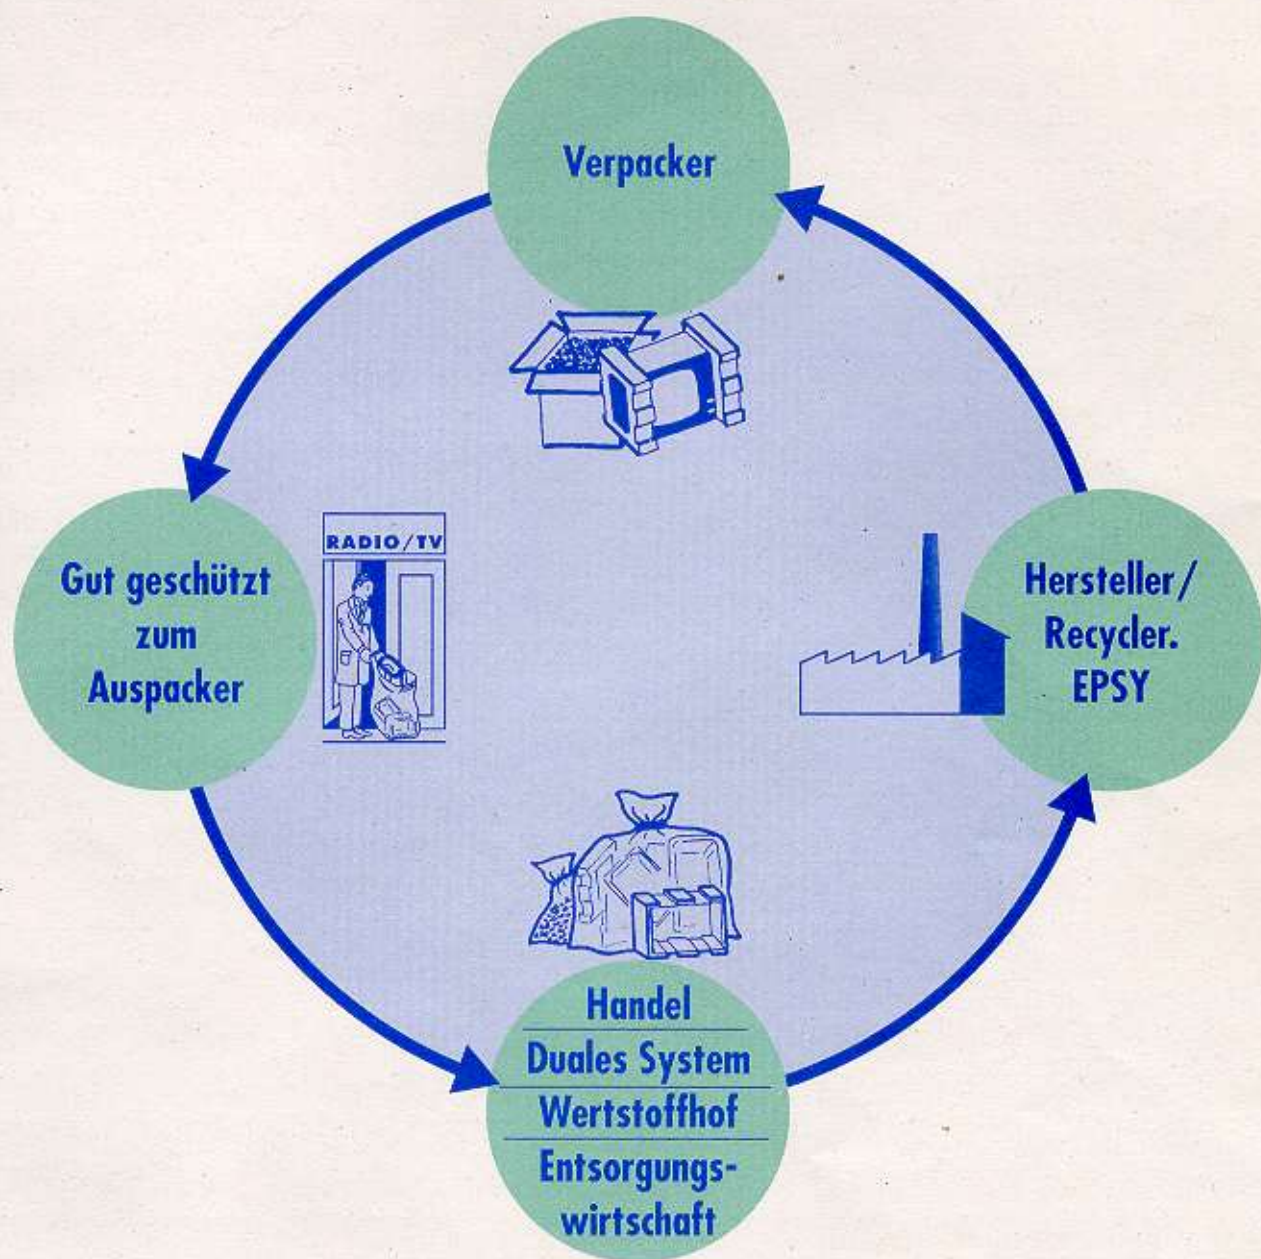 Verpacker
RADIO/TV
Gut geschützt
zum
Auspacker
Hersteller/
Recycler.
EPSY
Handel
Duales System
Wertstoffhof
Entsorgungs-
wirtschaft